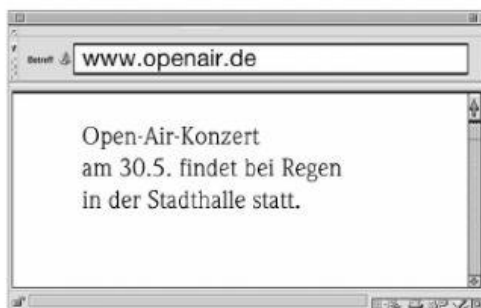 Betreff www.openair.de
Open-Air-Konzert
am 30.5. findet bei Regen
in der Stadthalle statt.